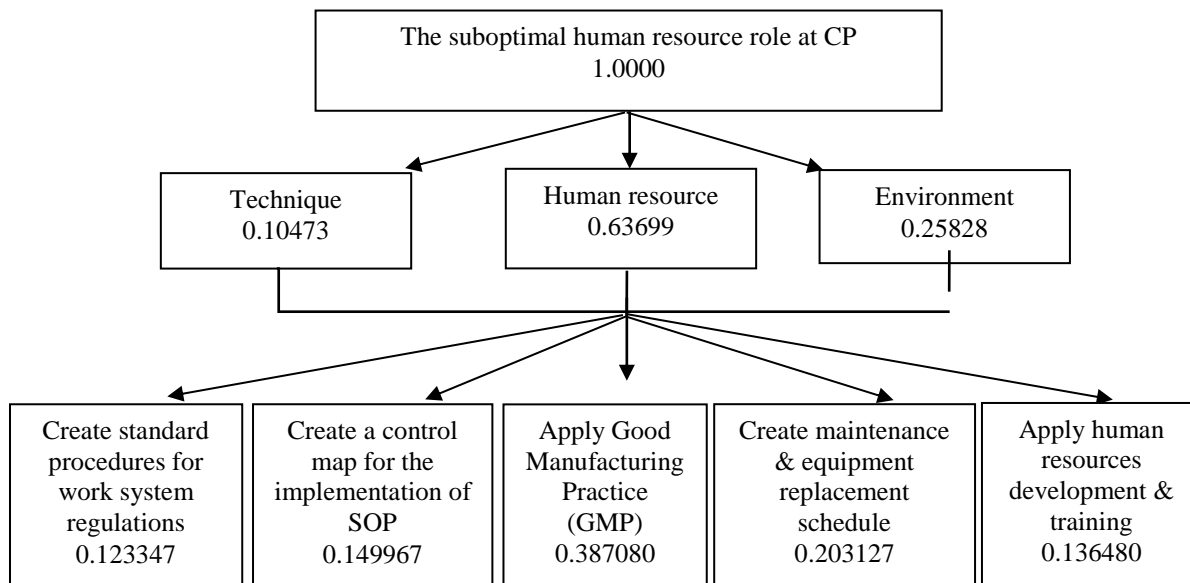 The suboptimal human resource role at CP
1.0000
Technique
0.10473
Human resource
0.63699
Environment
0.25828
Create standard
procedures for
work system
regulations
0.123347
Create a control
map for the
implementation of
SOP
0.149967
Apply Good
Manufacturing
Practice
(GMP)
0.387080
Create maintenance
& equipment
replacement
schedule
0.203127
Apply human
resources
development &
training
0.136480